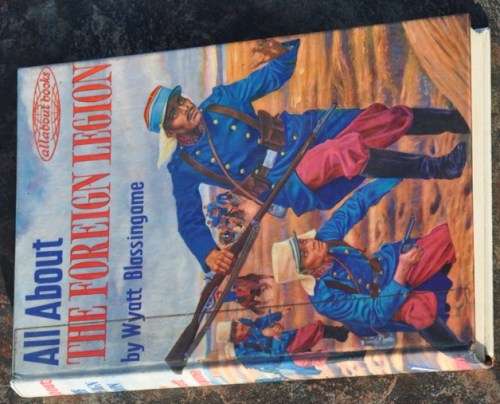 allabout books
All About
THE FOREIGN LEGION
by Wyatt Blassingame